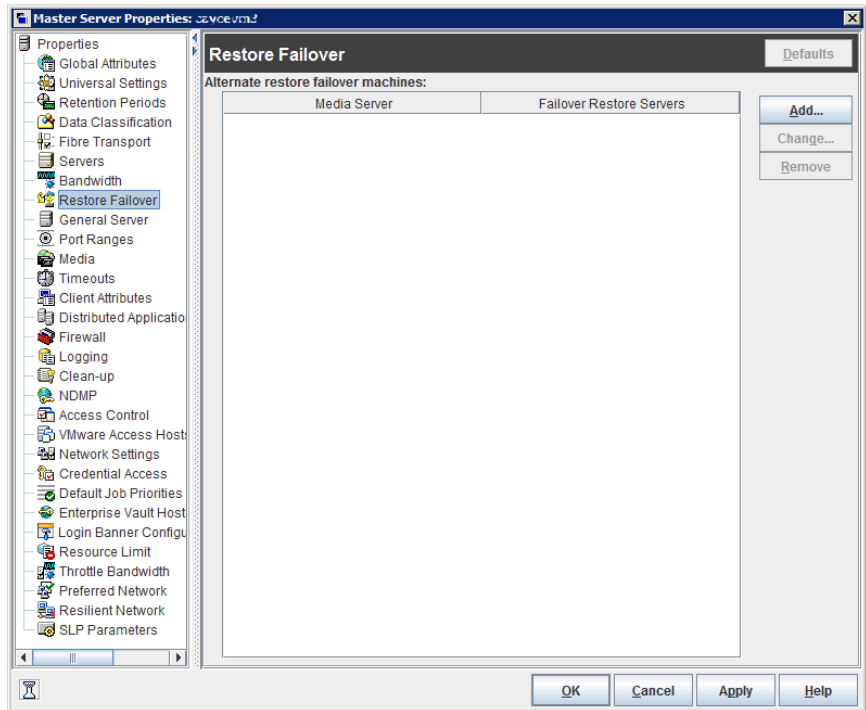 Master Server Properties:
Properties
Global Attributes
Universal Settings
Retention Periods
Data Classification
Fibre Transport
Servers
Bandwidth
Restore Failover
General Server
Port Ranges
Media
Timeouts
Client Attributes
Distributed Applicatio
Firewall
Logging
Clean-up
NDMP
Access Control
VMware Access Hosts
Network Settings
Credential Access
Default Job Priorities
Enterprise Vault Host
Login Banner Configu
Resource Limit
Throttle Bandwidth
Preferred Network
Resilient Network
SLP Parameters
Restore Failover
Defaults
Alternate restore failover machines:
Media Server
Failover Restore Servers
Add...
Change...
Remove
OK
Cancel
Apply
Help